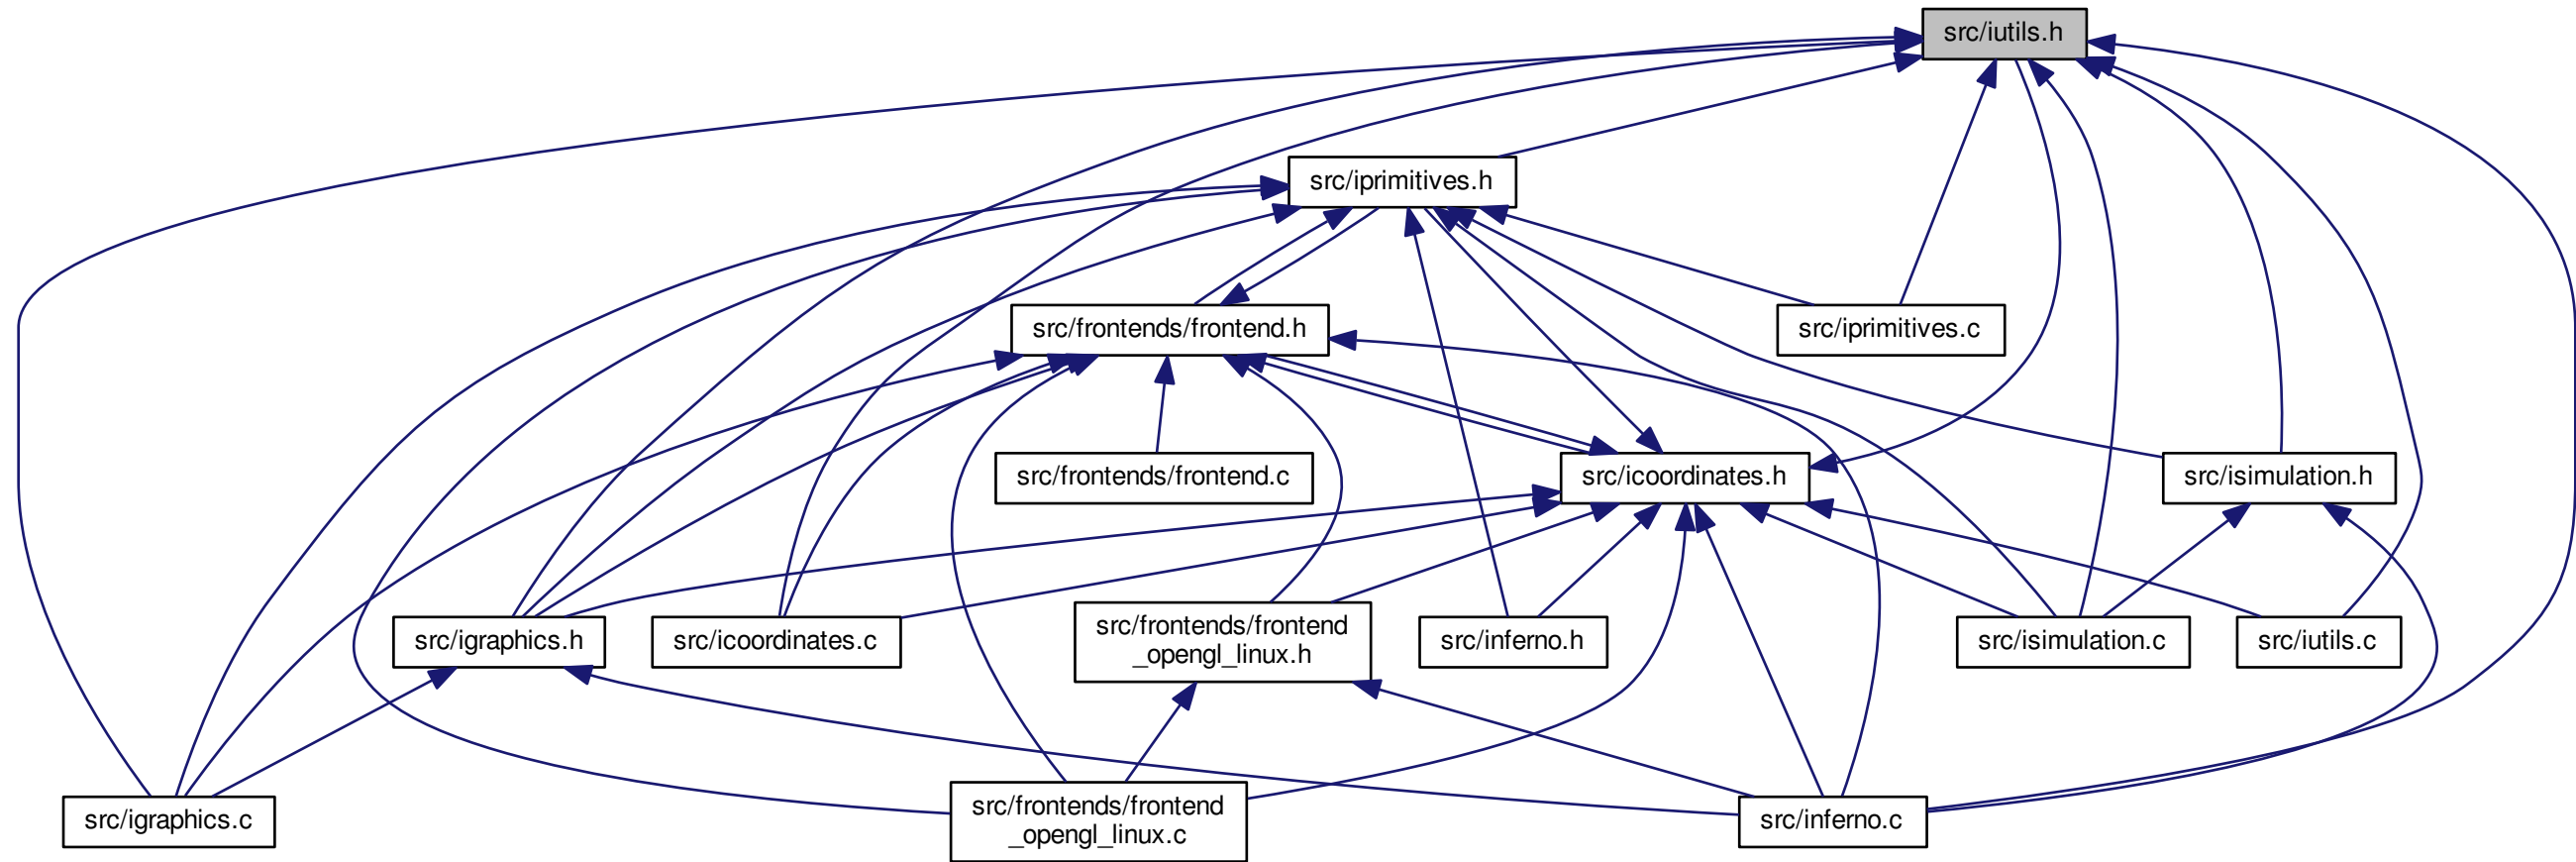 src/iutils.h
src/iprimitives.h
src/frontends/frontend.h
src/iprimitives.c
src/frontends/frontend.c
src/icoordinates.h
src/isimulation.h
src/igraphics.h
src/icoordinates.c
src/frontends/frontend
_opengl_linux.h
src/inferno.h
src/isimulation.c
src/iutils.c
src/igraphics.c
src/frontends/frontend
_opengl_linux.c
src/inferno.c